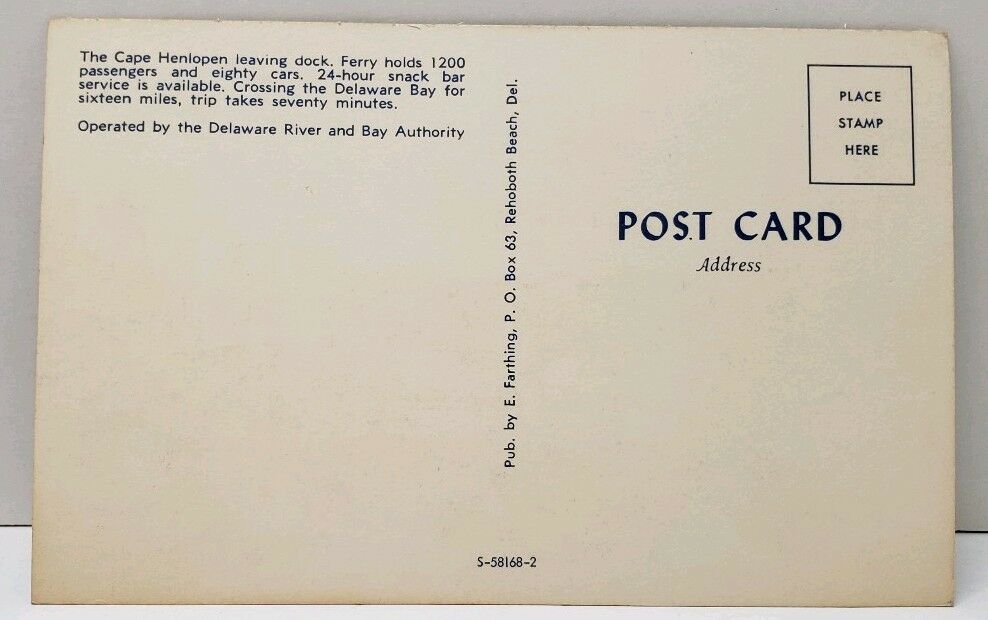 The Cape Henlopen leaving dock. Ferry holds 1200
passengers and eighty cars. 24-hour snack bar
service is available. Crossing the Delaware Bay for
sixteen miles, trip takes seventy minutes.
Operated by the Delaware River and Bay Authority
Pub. by E. Farthing, P. O. Box 63, Rehoboth Beach, Del.
PLACE
STAMP
HERE
POST CARD
Address
S-58168-2